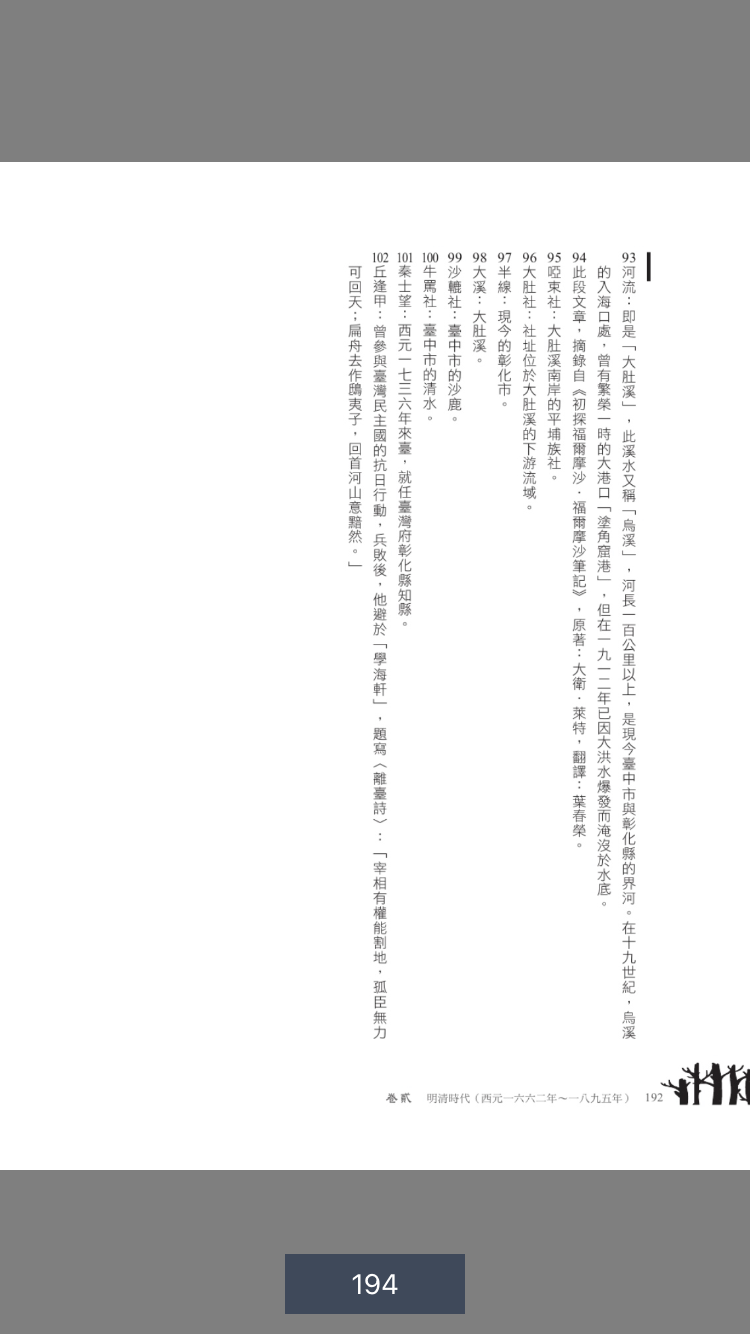 93 河流：即是「大肚溪」，此溪水又稱「烏溪」，河長一百公里以上，是現今臺中市與彰化縣的界河。在十九世紀，烏溪
的入海口處，曾有繁榮一時的大港口「塗角窟港」，但在一九一二年已因大洪水爆發而淹沒於水底。
94 此段文章，摘錄自《初探福爾摩沙．福爾摩沙筆記》，原著：大衛．萊特，翻譯：葉春榮。
95 啞束社：大肚溪南岸的平埔族社。
96 大肚社：社址位於大肚溪的下游流域。
97 半線：現今的彰化市。
98 大溪：大肚溪。
99 沙轆社：臺中市的沙鹿。
100 牛罵社：臺中市的清水。
101 秦士望：西元一七三六年來臺，就任臺灣府彰化縣知縣。
102 丘逢甲：曾參與臺灣民主國的抗日行動，兵敗後，他避於「學海軒」，題寫〈離臺詩〉：「宰相有權能割地，孤臣無力
可回天；扁舟去作鴟夷子，回首河山意黯然。」
卷貳 明清時代（西元一六六二年～一八九五年） 192
194